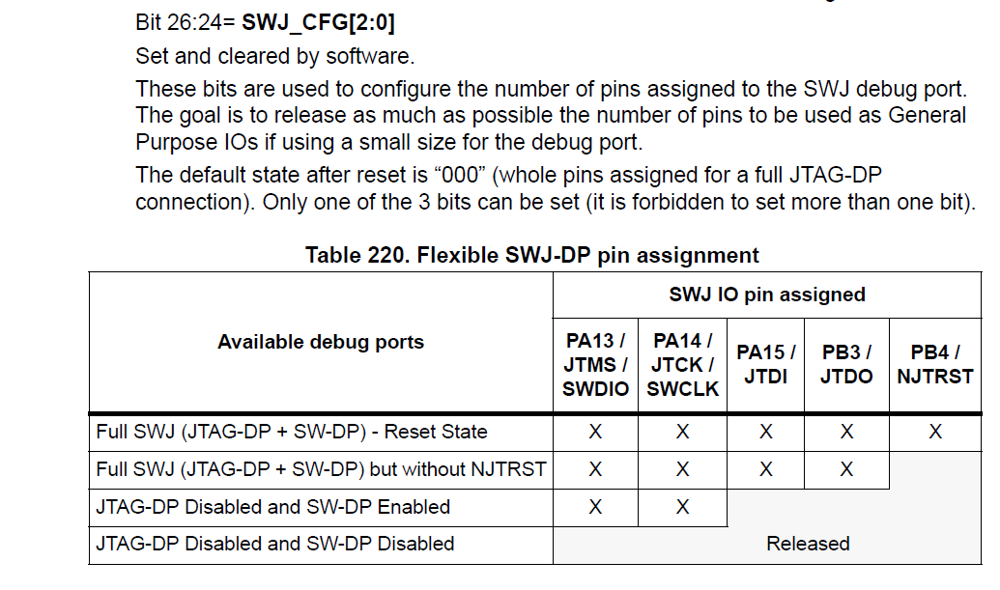 Bit 26:24= SWJ_CFG[2:0]
Set and cleared by software.
These bits are used to configure the number of pins assigned to the SWJ debug port.
The goal is to release as much as possible the number of pins to be used as General
Purpose IOs if using a small size for the debug port.
The default state after reset is “000” (whole pins assigned for a full JTAG-DP
connection). Only one of the 3 bits can be set (it is forbidden to set more than one bit).
Table 220. Flexible SWJ-DP pin assignment
Available debug ports
SWJ IO pin assigned
PA13 /
JTMS /
SWDIO
PA14 /
JTCK /
SWCLK
PA15 /
JTDI
PB3 /
JTDO
PB4 /
NJTRST
Full SWJ (JTAG-DP + SW-DP) - Reset State X X X X X
Full SWJ (JTAG-DP + SW-DP) but without NJTRST X X X X
JTAG-DP Disabled and SW-DP Enabled X X
JTAG-DP Disabled and SW-DP Disabled Released